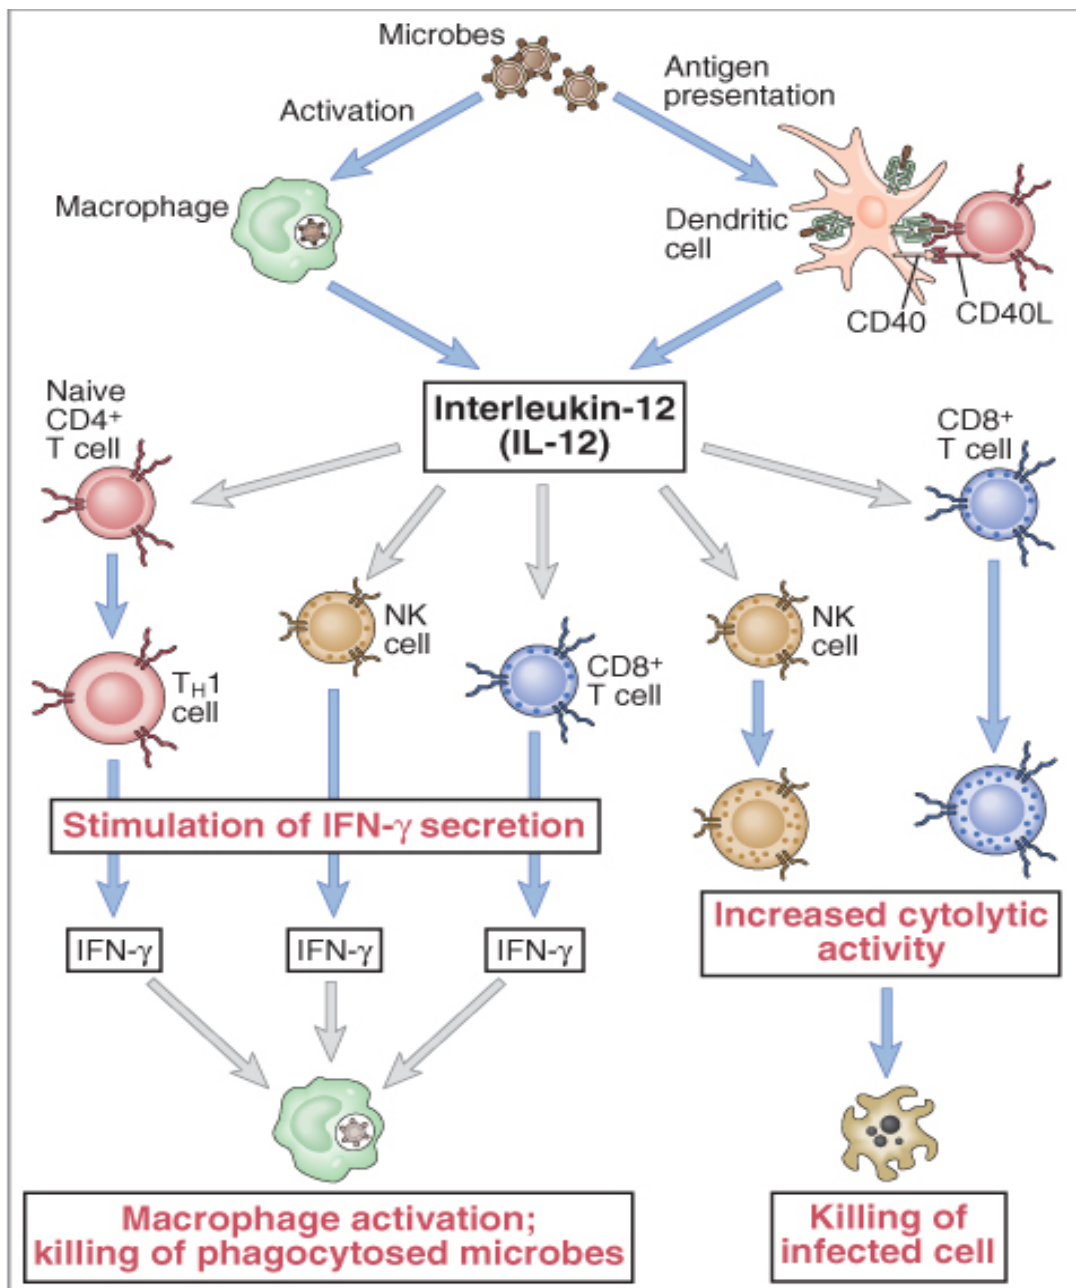 Microbes
Activation
Antigen
presentation
Macrophage
Dendritic
cell
CD40
CD40L
Interleukin-12
(IL-12)
Naive
CD4⁺
T cell
CD8⁺
T cell
NK
cell
CD8⁺
T cell
NK
cell
T_H1
cell
Stimulation of IFN-γ secretion
Increased cytolytic
activity
IFN-γ
IFN-γ
IFN-γ
Macrophage activation;
killing of phagocytosed microbes
Killing of
infected cell